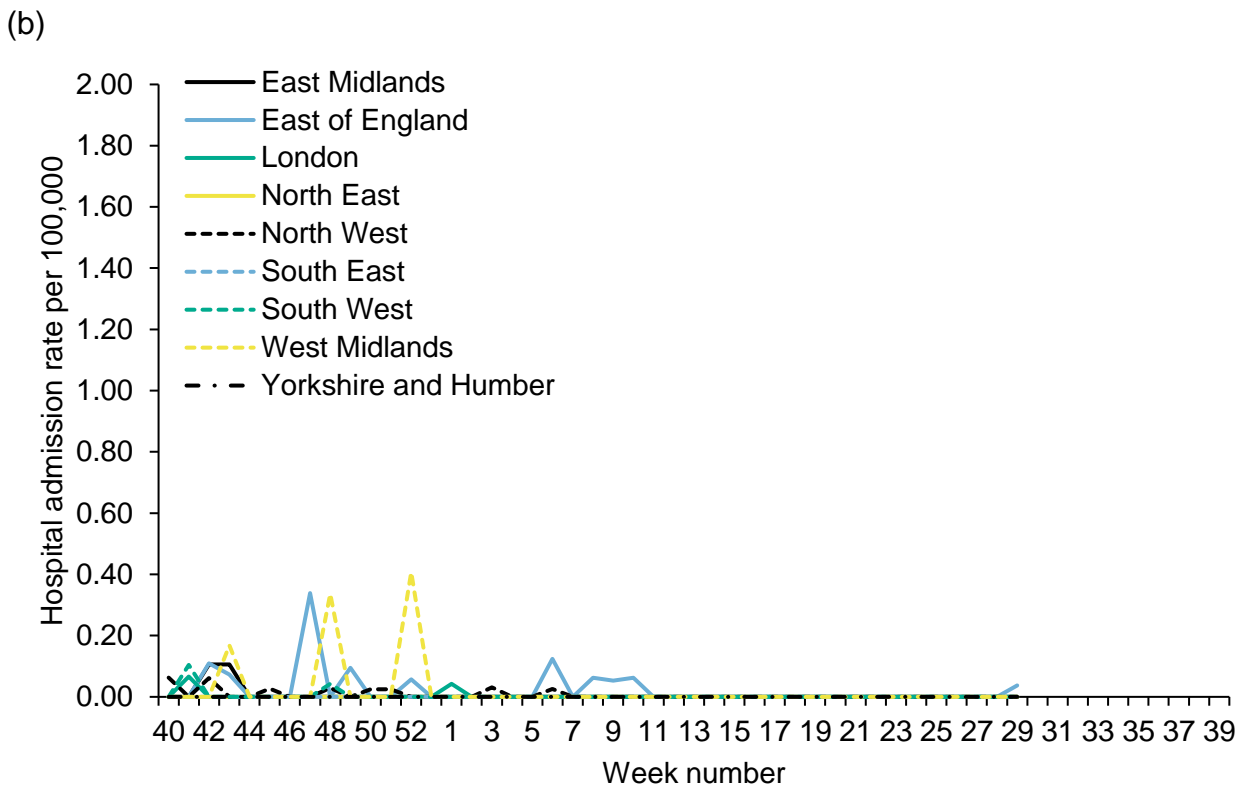 (b)
2.00
1.80
1.60
1.40
1.20
1.00
0.80
0.60
0.40
0.20
0.00
Hospital admission rate per 100,000
East Midlands
East of England
London
North East
North West
South East
South West
West Midlands
Yorkshire and Humber
40 42 44 46 48 50 52 1 3 5 7 9 11 13 15 17 19 21 23 25 27 29 31 33 35 37 39
Week number